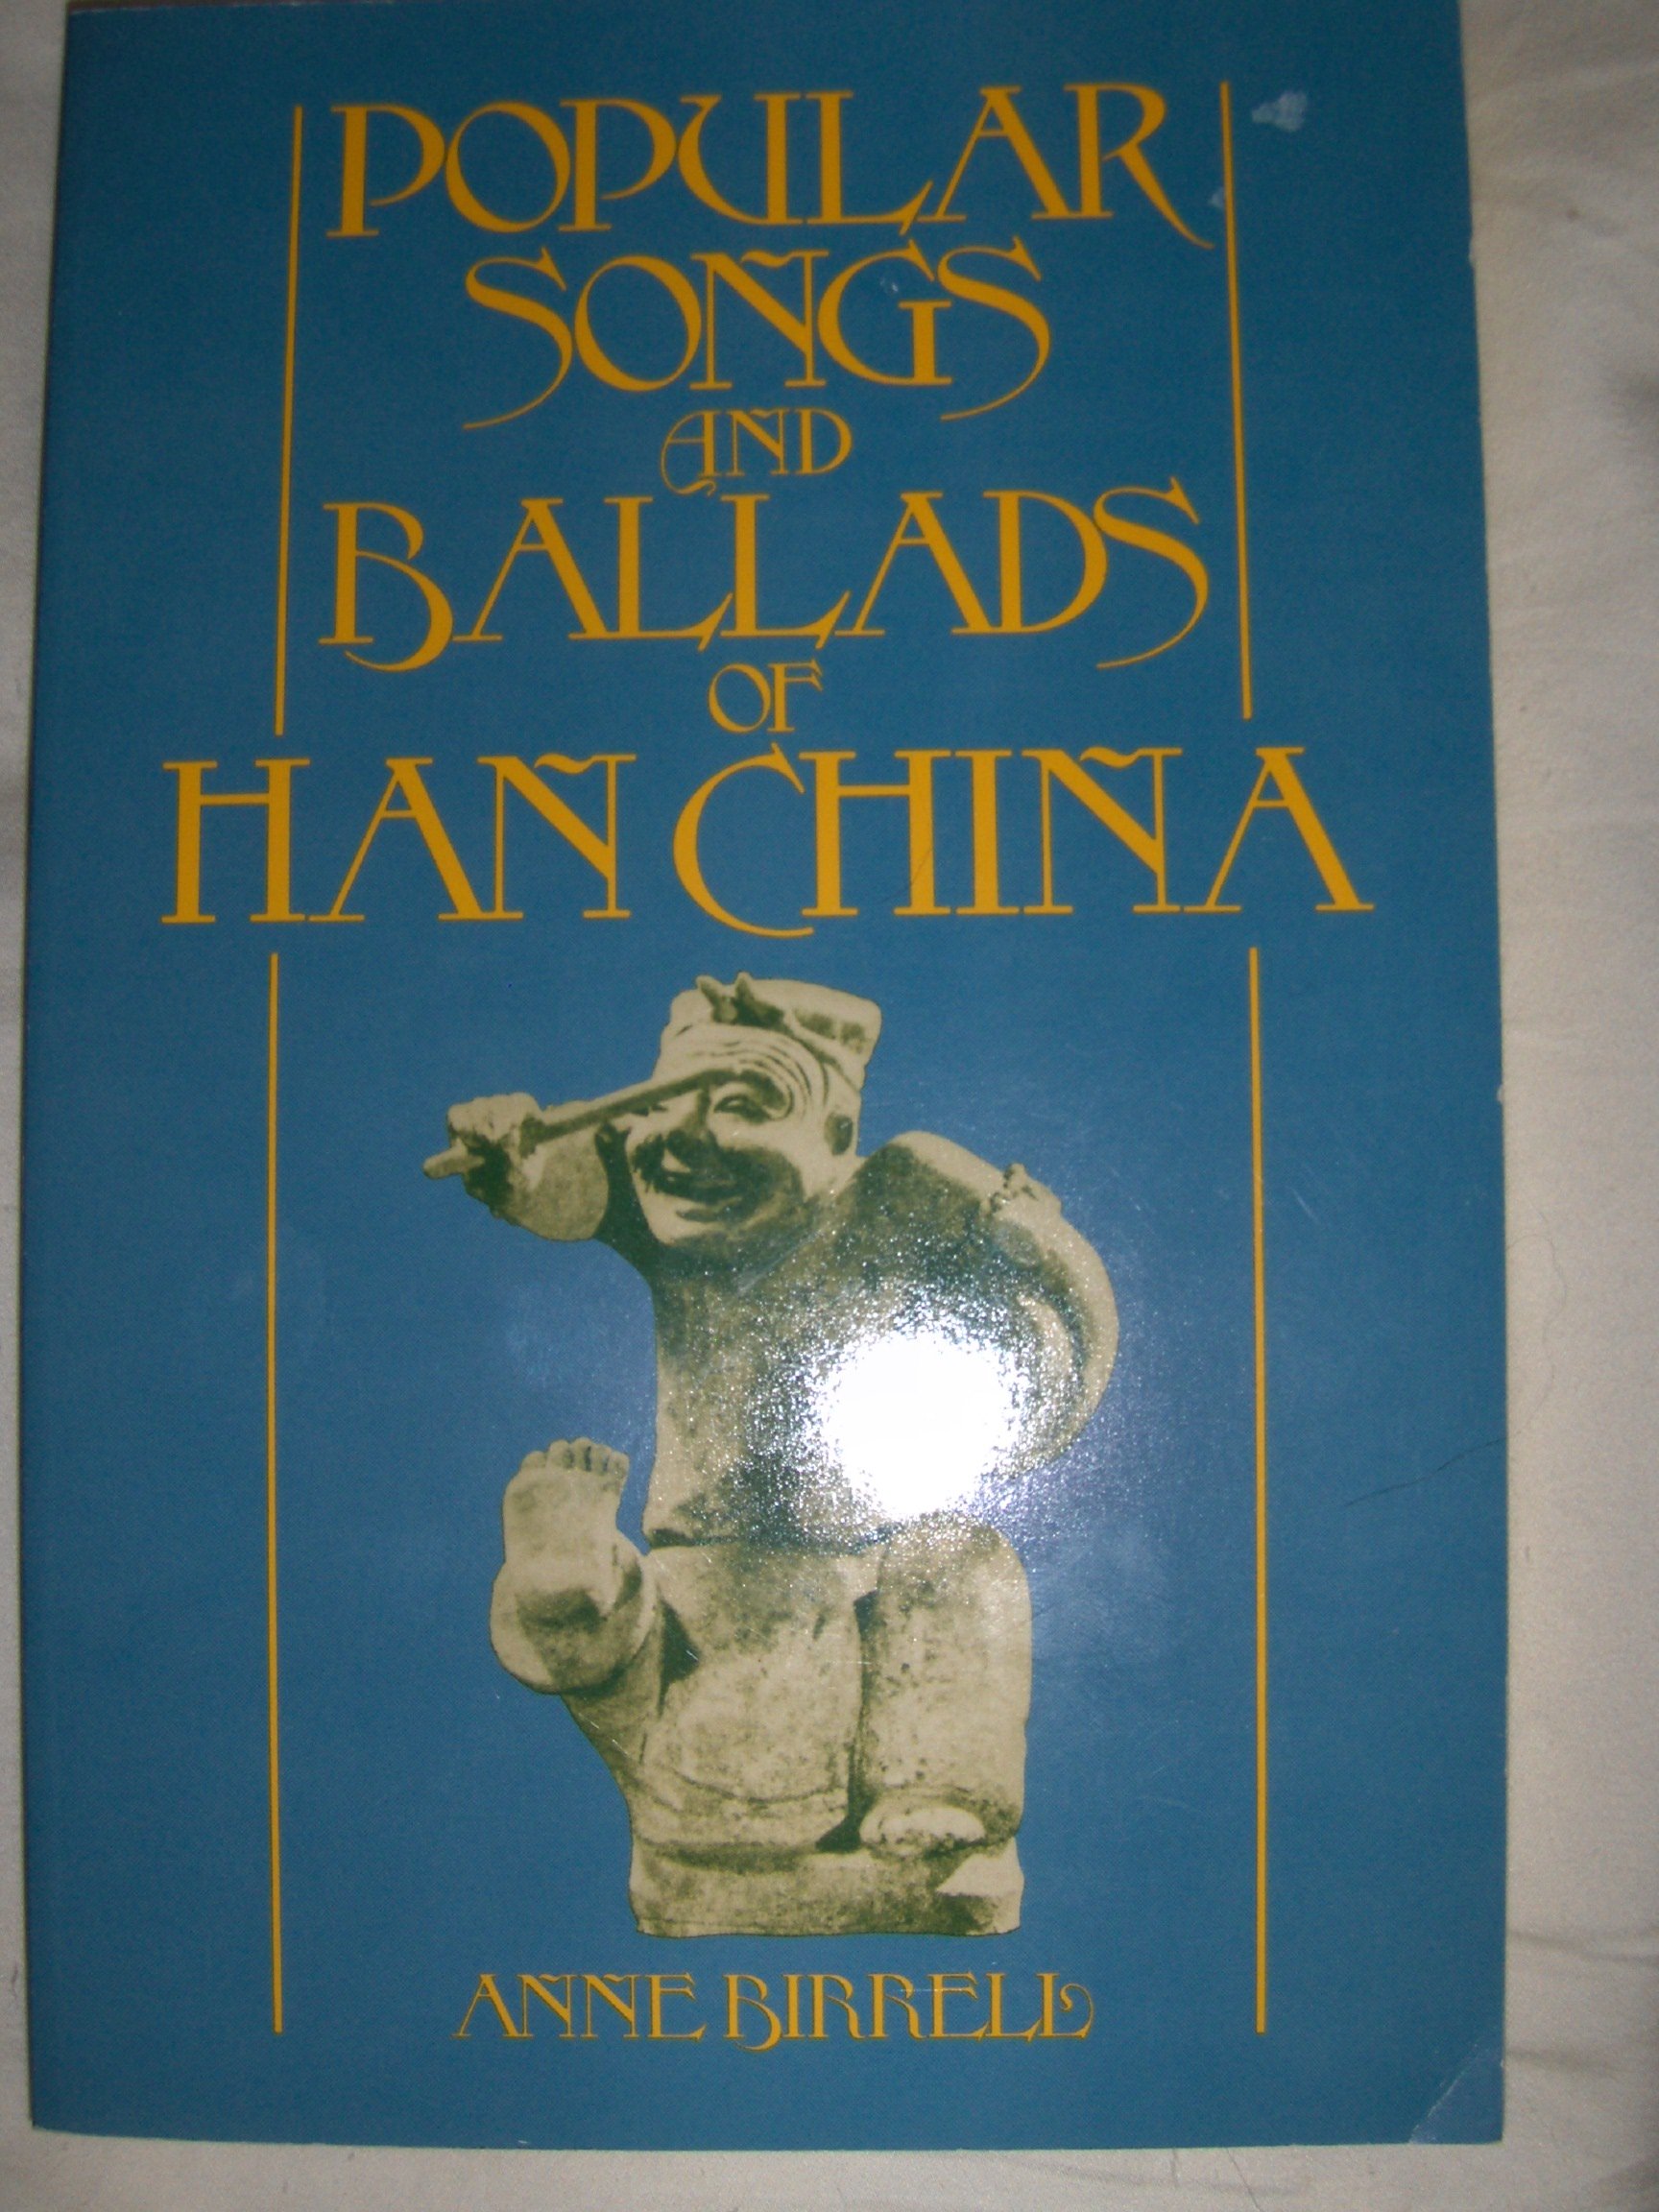 POPULAR
SONGS
AND
BALLADS
OF
HAN CHINA
ANNE BIRRELL